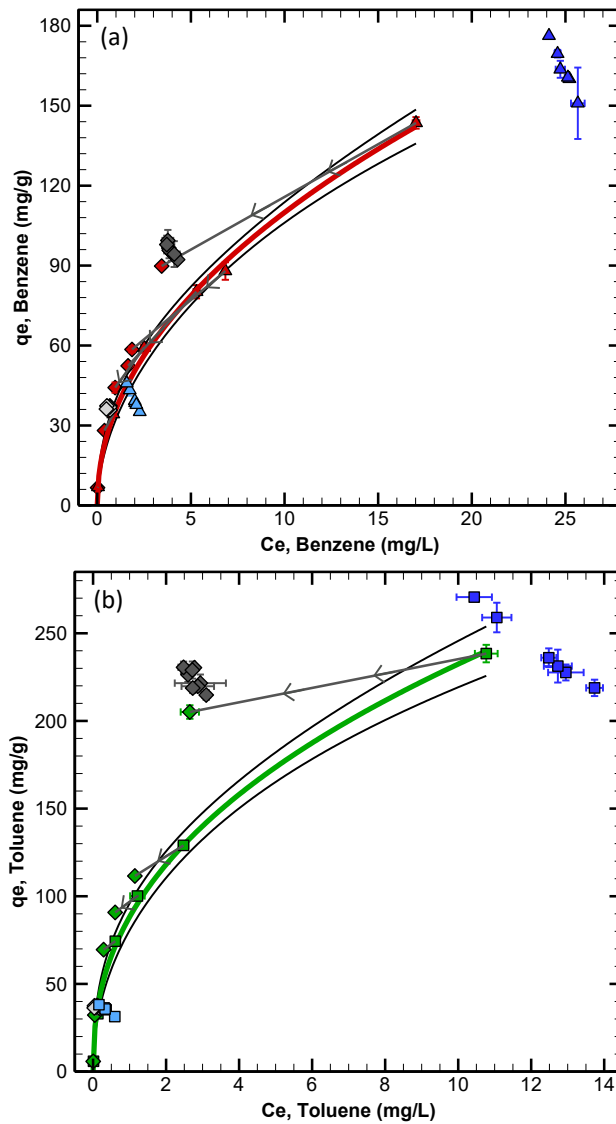 (a)
qe, Benzene (mg/g)
180
150
120
90
60
30
0
0 5 10 15 20 25
Ce, Benzene (mg/L)
(b)
qe, Toluene (mg/g)
250
200
150
100
50
0
0 2 4 6 8 10 12 14
Ce, Toluene (mg/L)